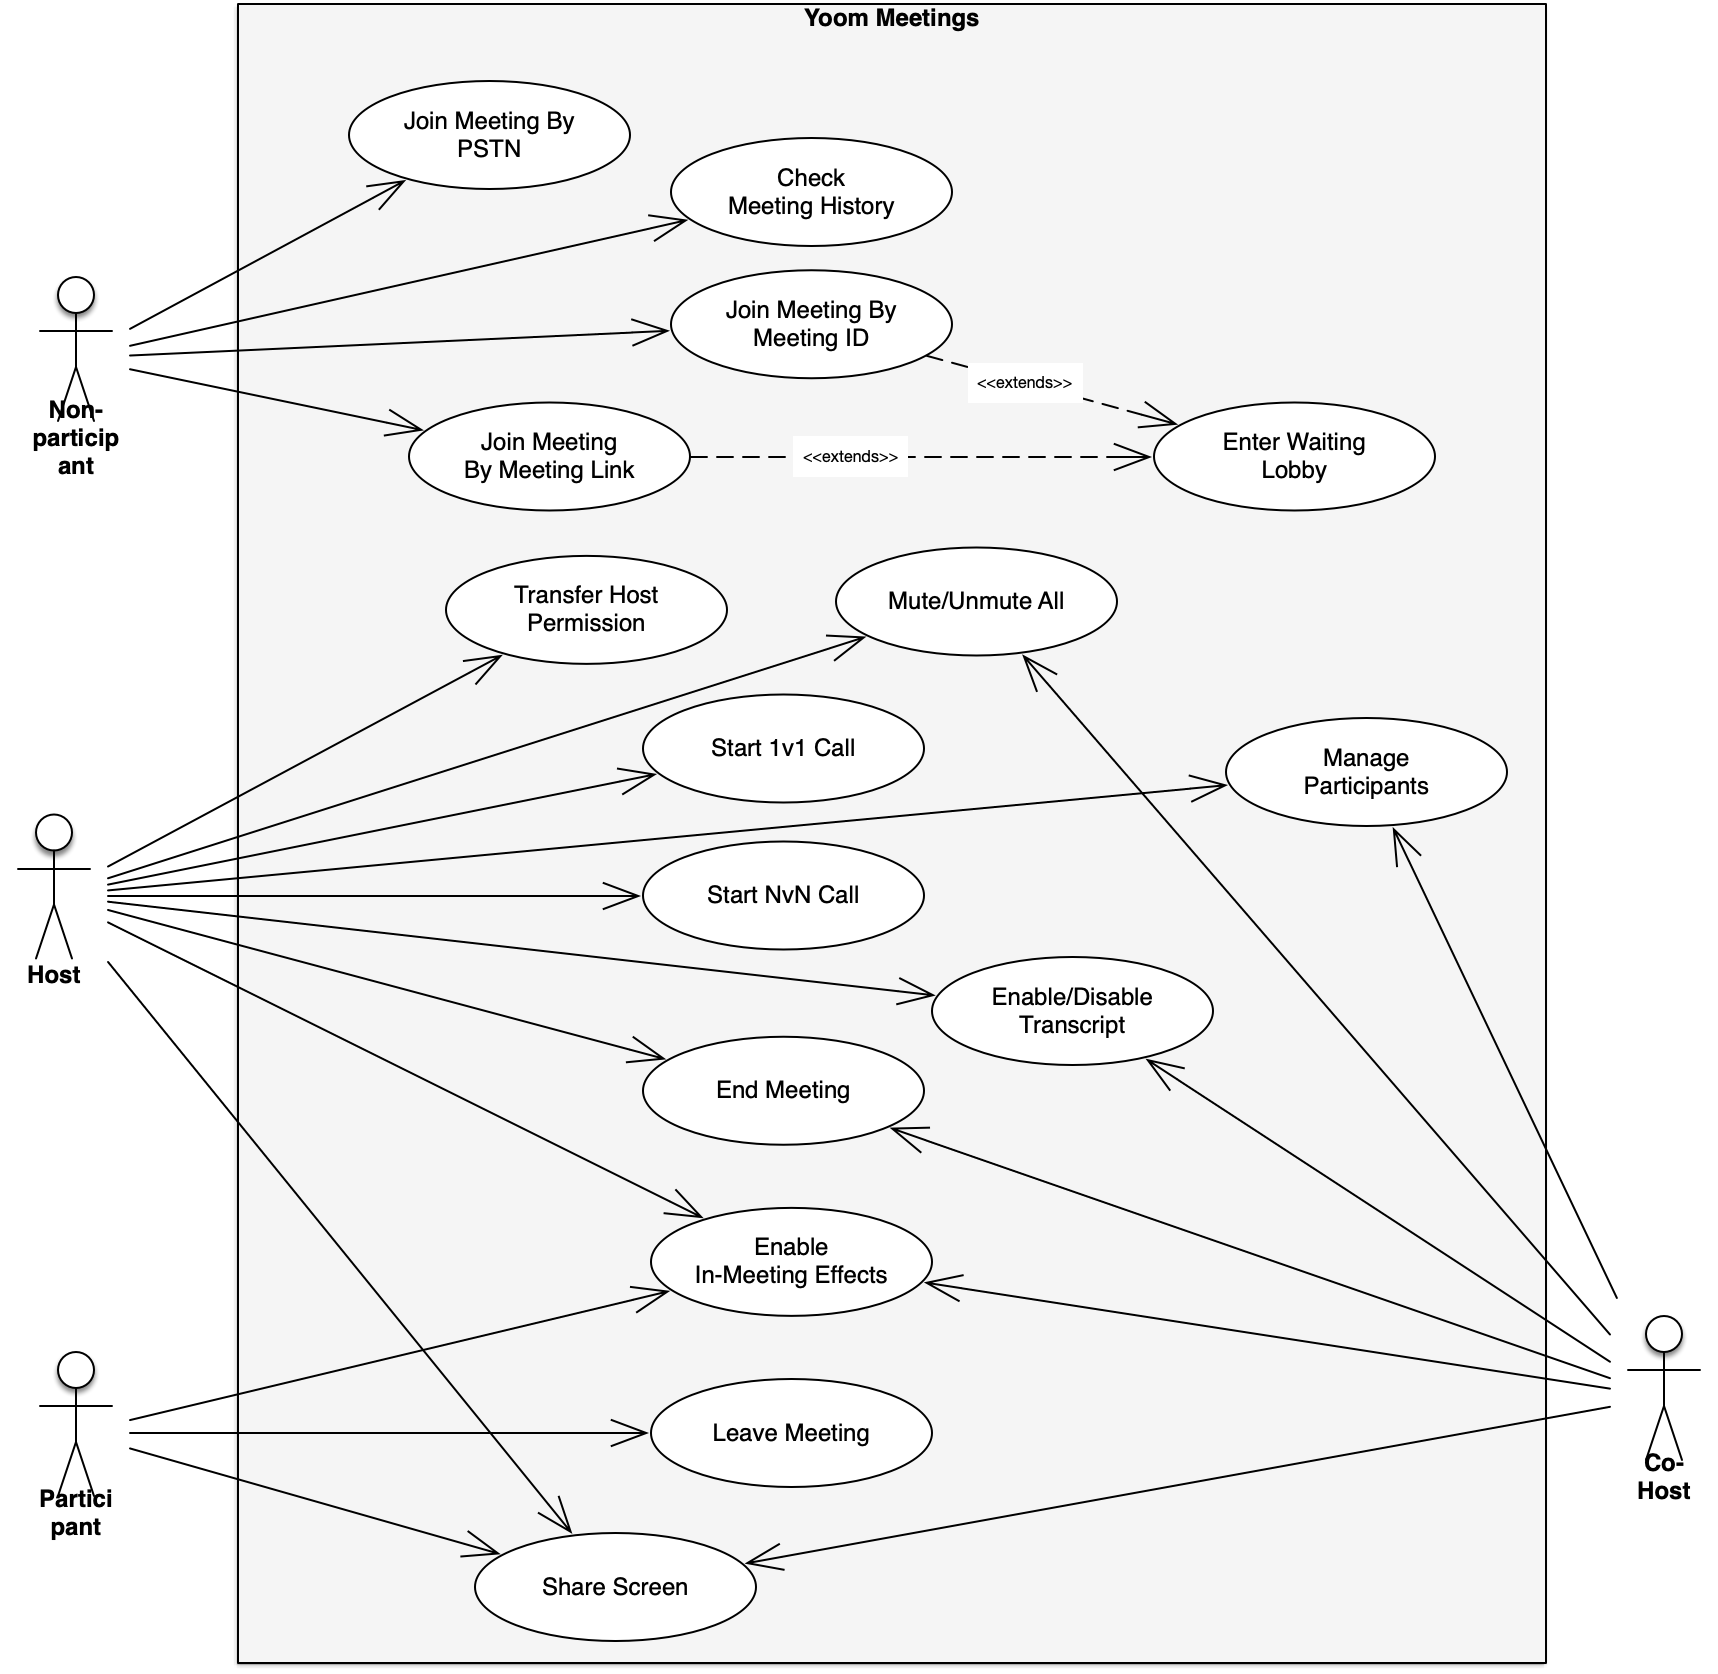 Yoom Meetings
Join Meeting By
PSTN
Check
Meeting History
Join Meeting By
Meeting ID
<<extends>>
Non-
particip
ant
Join Meeting
By Meeting Link
<<extends>>
Enter Waiting
Lobby
Transfer Host
Permission
Mute/Unmute All
Start 1v1 Call
Manage
Participants
Start NvN Call
Host
Enable/Disable
Transcript
End Meeting
Enable
In-Meeting Effects
Leave Meeting
Co-
Host
Partici
pant
Share Screen